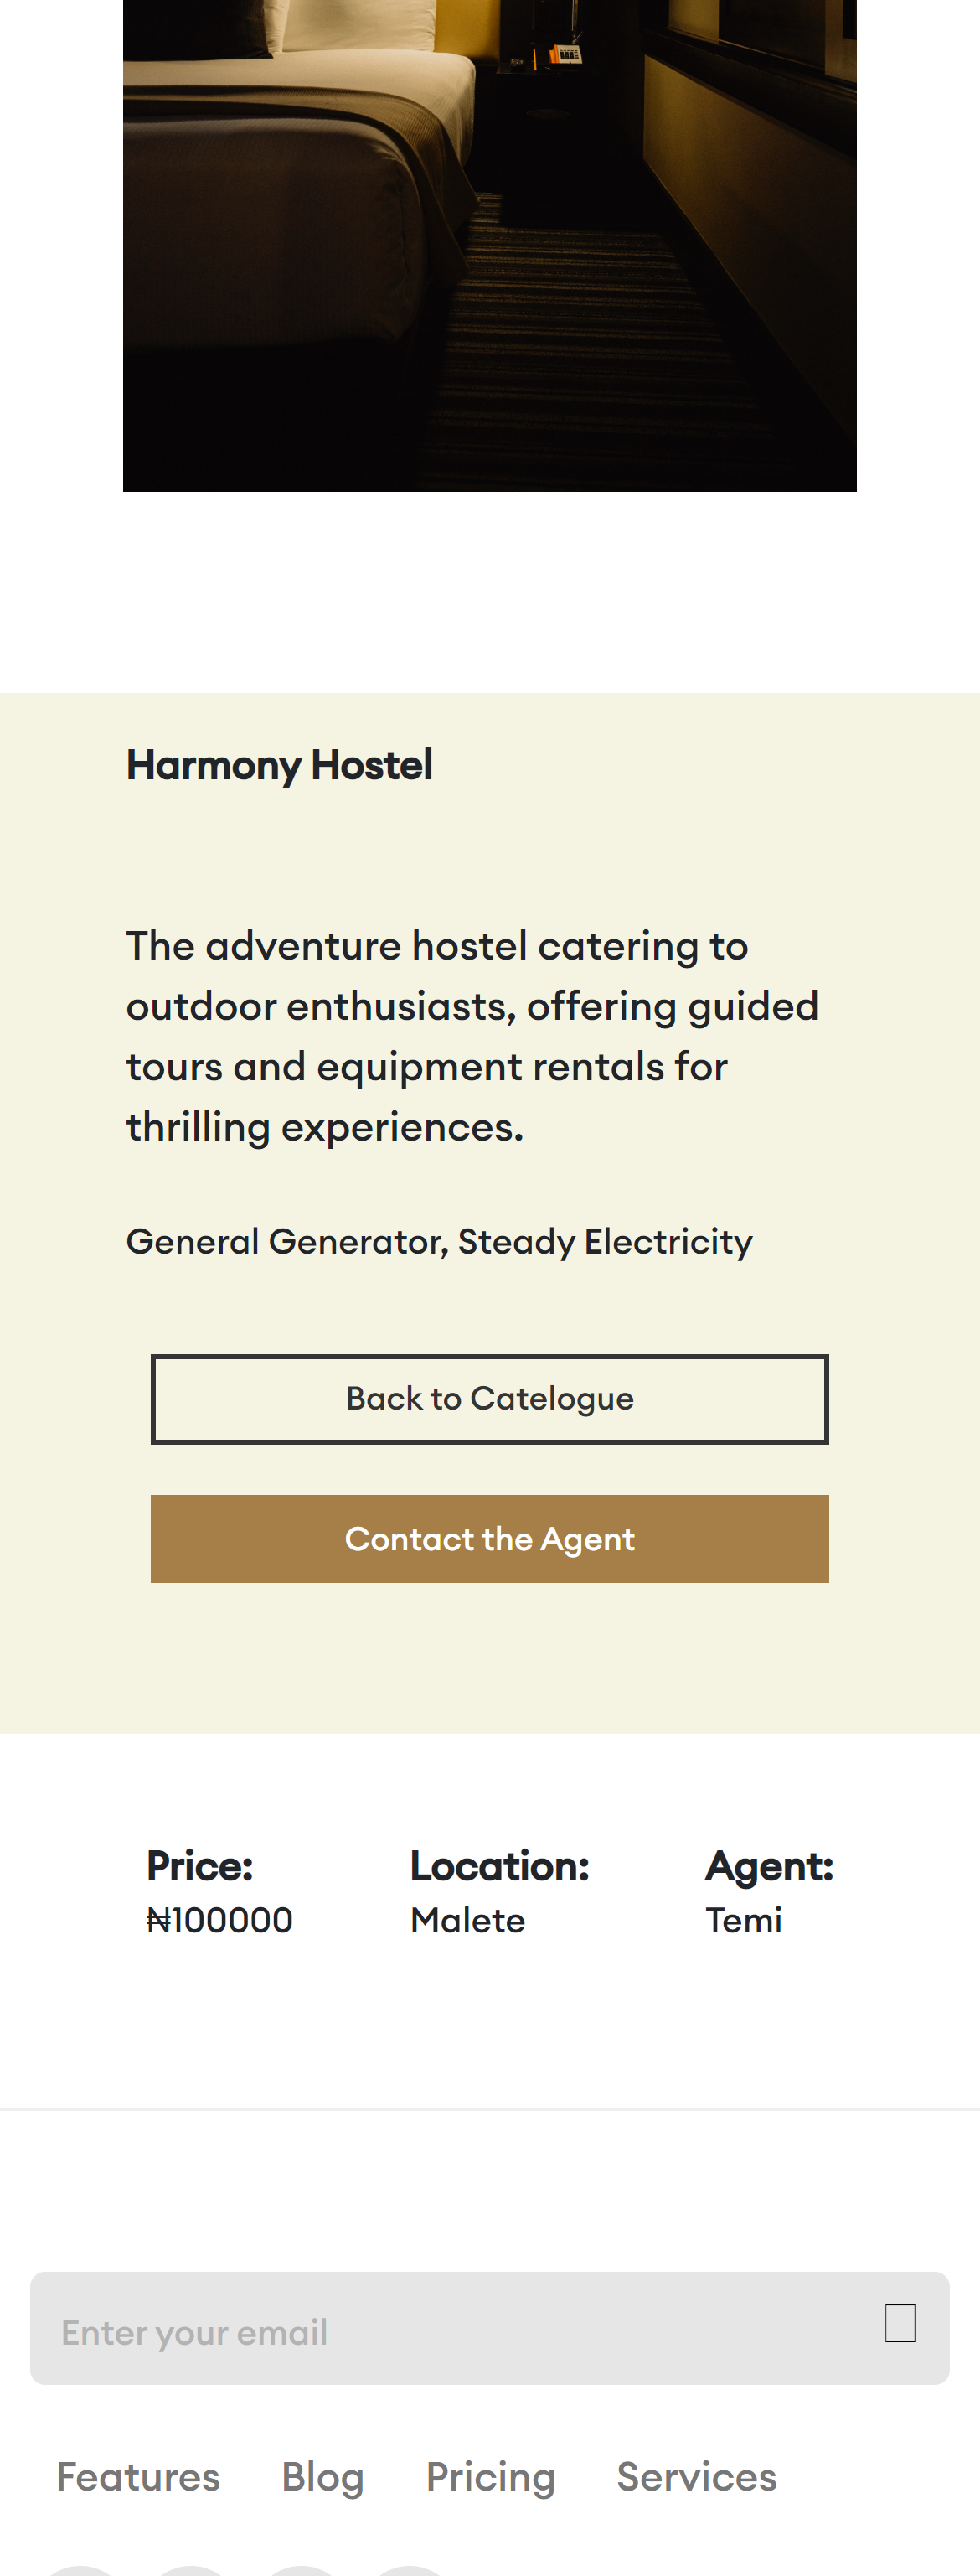 Harmony Hostel
The adventure hostel catering to
outdoor enthusiasts, offering guided
tours and equipment rentals for
thrilling experiences.
General Generator, Steady Electricity
Back to Catelogue
Contact the Agent
Price: Location: Agent:
₦100000 Malete Temi
Enter your email
Features Blog Pricing Services